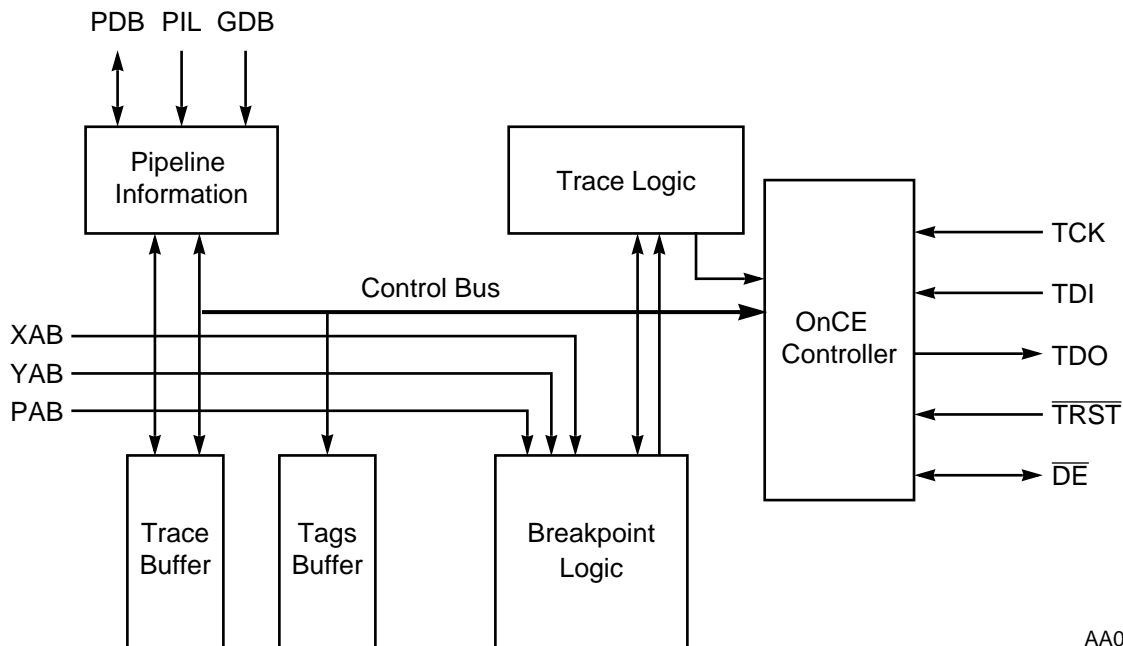 PDB PIL GDB
Pipeline
Information
Trace Logic
TCK
Control Bus
TDI
OnCE
Controller
XAB
TDO
YAB
PAB
TRST
DE
Trace
Buffer
Tags
Buffer
Breakpoint
Logic
AA0